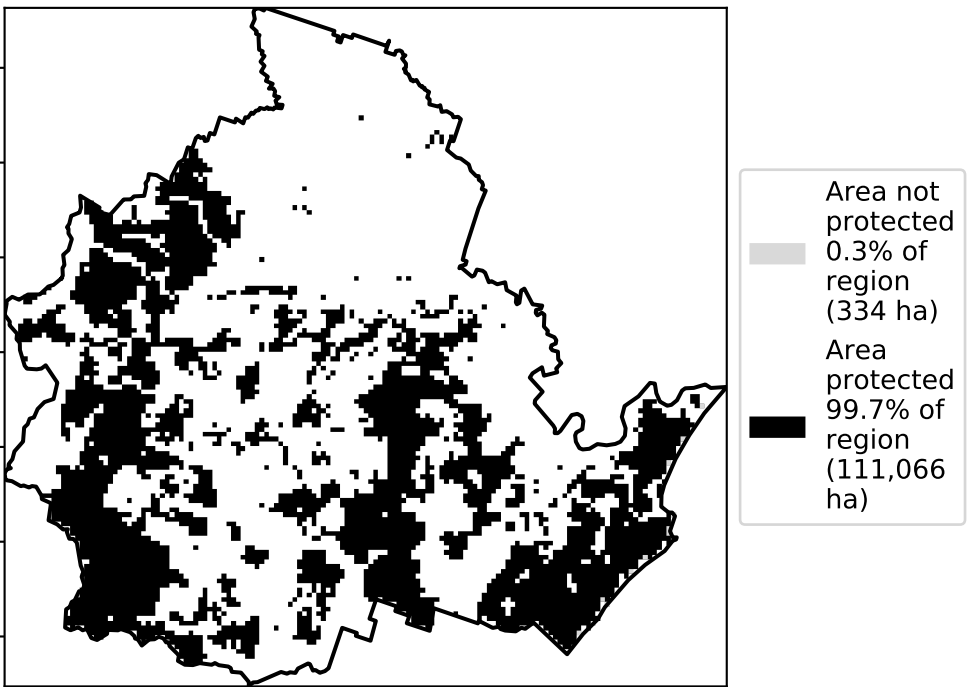 Area not
protected
0.3% of
region
(334 ha)
Area
protected
99.7% of
region
(111,066
ha)